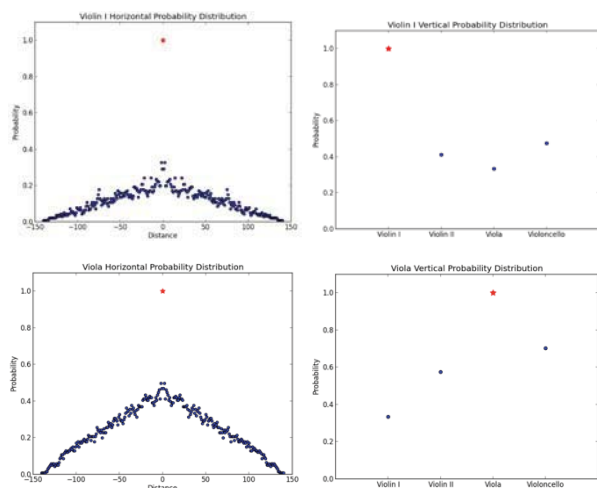 Violin I Horizontal Probability Distribution
1.0
0.8
0.6
0.4
0.2
0.0
Probability
−150 −100 −50 0 50 100 150
Distance
Violin I Vertical Probability Distribution
1.0
0.8
0.6
0.4
0.2
0.0
Probability
Violin I Violin II Viola Violoncello
Viola Horizontal Probability Distribution
1.0
0.8
0.6
0.4
0.2
0.0
Probability
−150 −100 −50 0 50 100 150
Distance
Viola Vertical Probability Distribution
1.0
0.8
0.6
0.4
0.2
0.0
Probability
Violin I Violin II Viola Violoncello